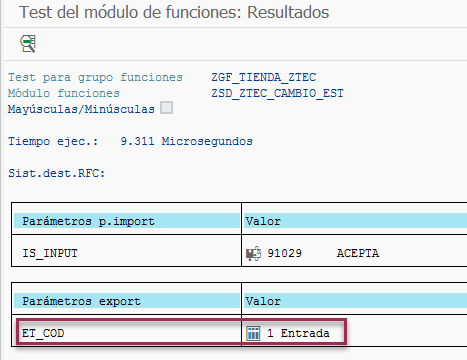 Test del módulo de funciones: Resultados
Test para grupo funciones ZGF_TIENDA_ZTEC
Módulo funciones ZSD_ZTEC_CAMBIO_EST
Mayúsculas/Minúsculas
Tiempo ejec.: 9.311 Microsegundos
Sist.dest.RFC:
Parámetros p.import Valor
IS_INPUT 91029 ACEPTA
Parámetros export Valor
ET_COD 1 Entrada